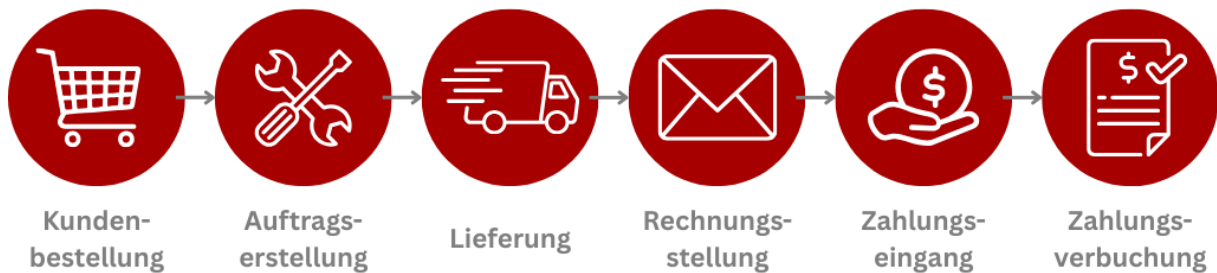 $
$
Kunden-
bestellung
Auftrags-
erstellung
Lieferung
Rechnungs-
stellung
Zahlungs-
eingang
Zahlungs-
verbuchung